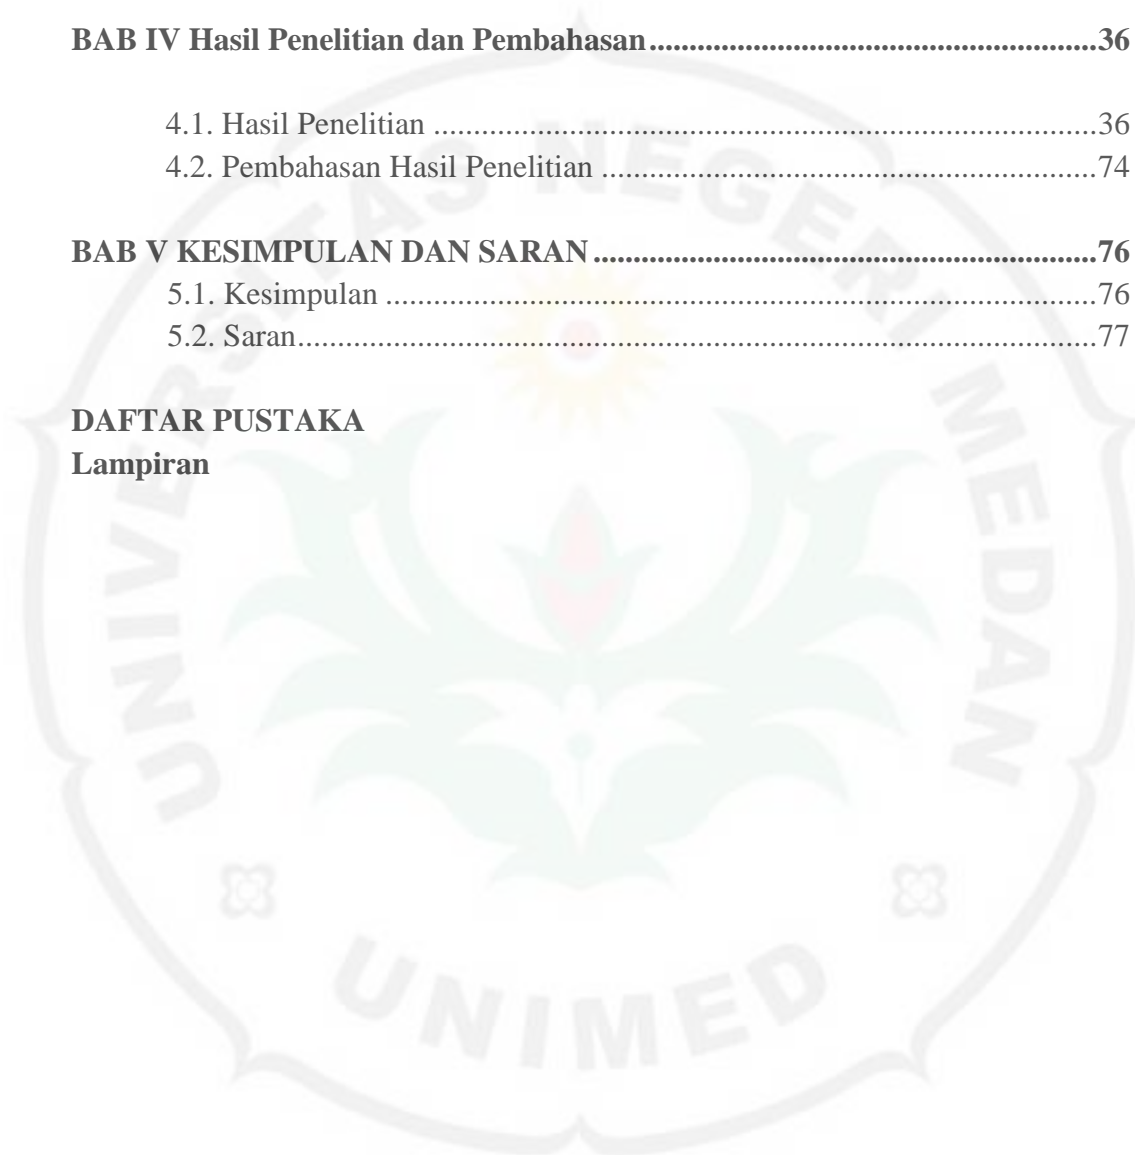 BAB IV Hasil Penelitian dan Pembahasan........................................................36
4.1. Hasil Penelitian ...................................................................................36
4.2. Pembahasan Hasil Penelitian ..............................................................74
BAB V KESIMPULAN DAN SARAN...............................................................76
5.1. Kesimpulan .........................................................................................76
5.2. Saran....................................................................................................77
DAFTAR PUSTAKA
Lampiran
UNIVERSITAS NEGERI MEDAN
UNIMED